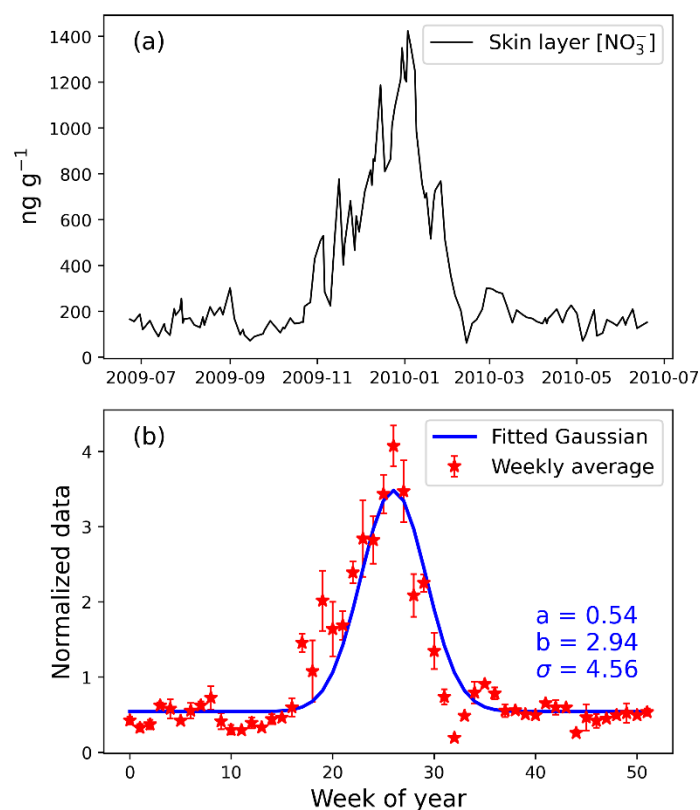 (a)
Skin layer [NO₃⁻]
1400
1200
1000
800
600
400
200
0
ng g⁻¹
2009-07 2009-09 2009-11 2010-01 2010-03 2010-05 2010-07
(b)
Fitted Gaussian
Weekly average
4
3
2
1
0
Normalized data
a = 0.54
b = 2.94
σ = 4.56
0 10 20 30 40 50
Week of year